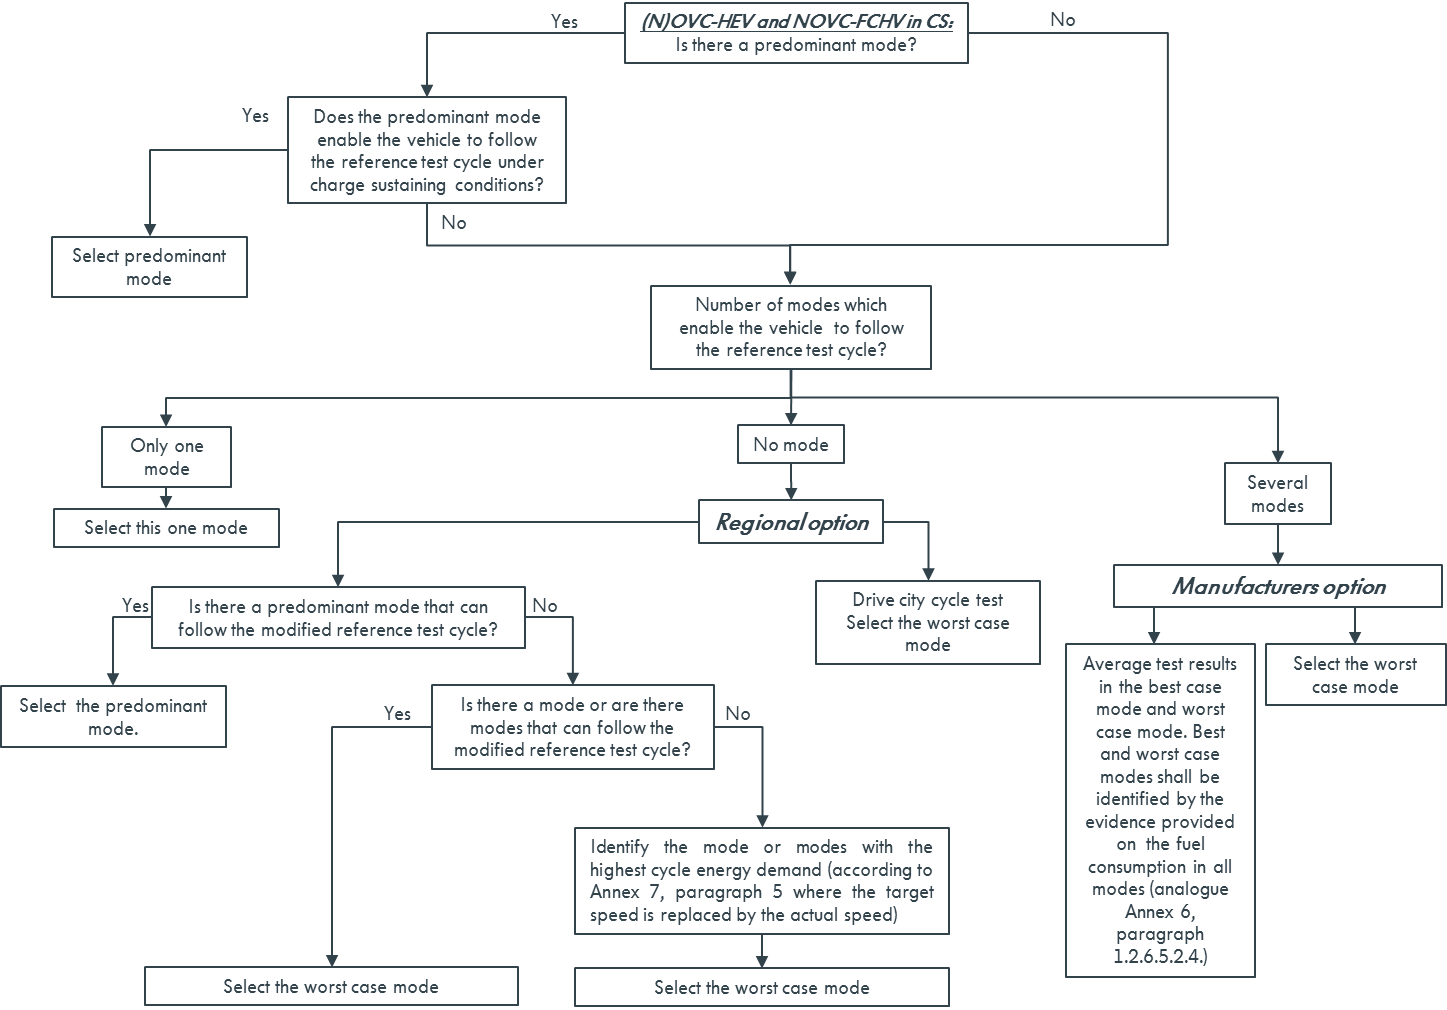 Yes
(N)OVC-HEV and NOVC-FCHV in CS:
Is there a predominant mode?
No
Yes
Does the predominant mode
enable the vehicle to follow
the reference test cycle under
charge sustaining conditions?
No
Select predominant
mode
Number of modes which
enable the vehicle to follow
the reference test cycle?
Only one
mode
No mode
Several
modes
Select this one mode
Regional option
Manufacturers option
Yes
Is there a predominant mode that can
follow the modified reference test cycle?
No
Drive city cycle test
Select the worst case
mode
Select the predominant
mode.
Yes
Is there a mode or are there
modes that can follow the
modified reference test cycle?
No
Average test results
in the best case
mode and worst
case mode. Best
and worst case
modes shall be
identified by the
evidence provided
on the fuel
consumption in all
modes (analogue
Annex 6,
paragraph
1.2.6.5.2.4.)
Select the worst
case mode
Identify the mode or modes with the
highest cycle energy demand (according to
Annex 7, paragraph 5 where the target
speed is replaced by the actual speed)
Select the worst case mode
Select the worst case mode